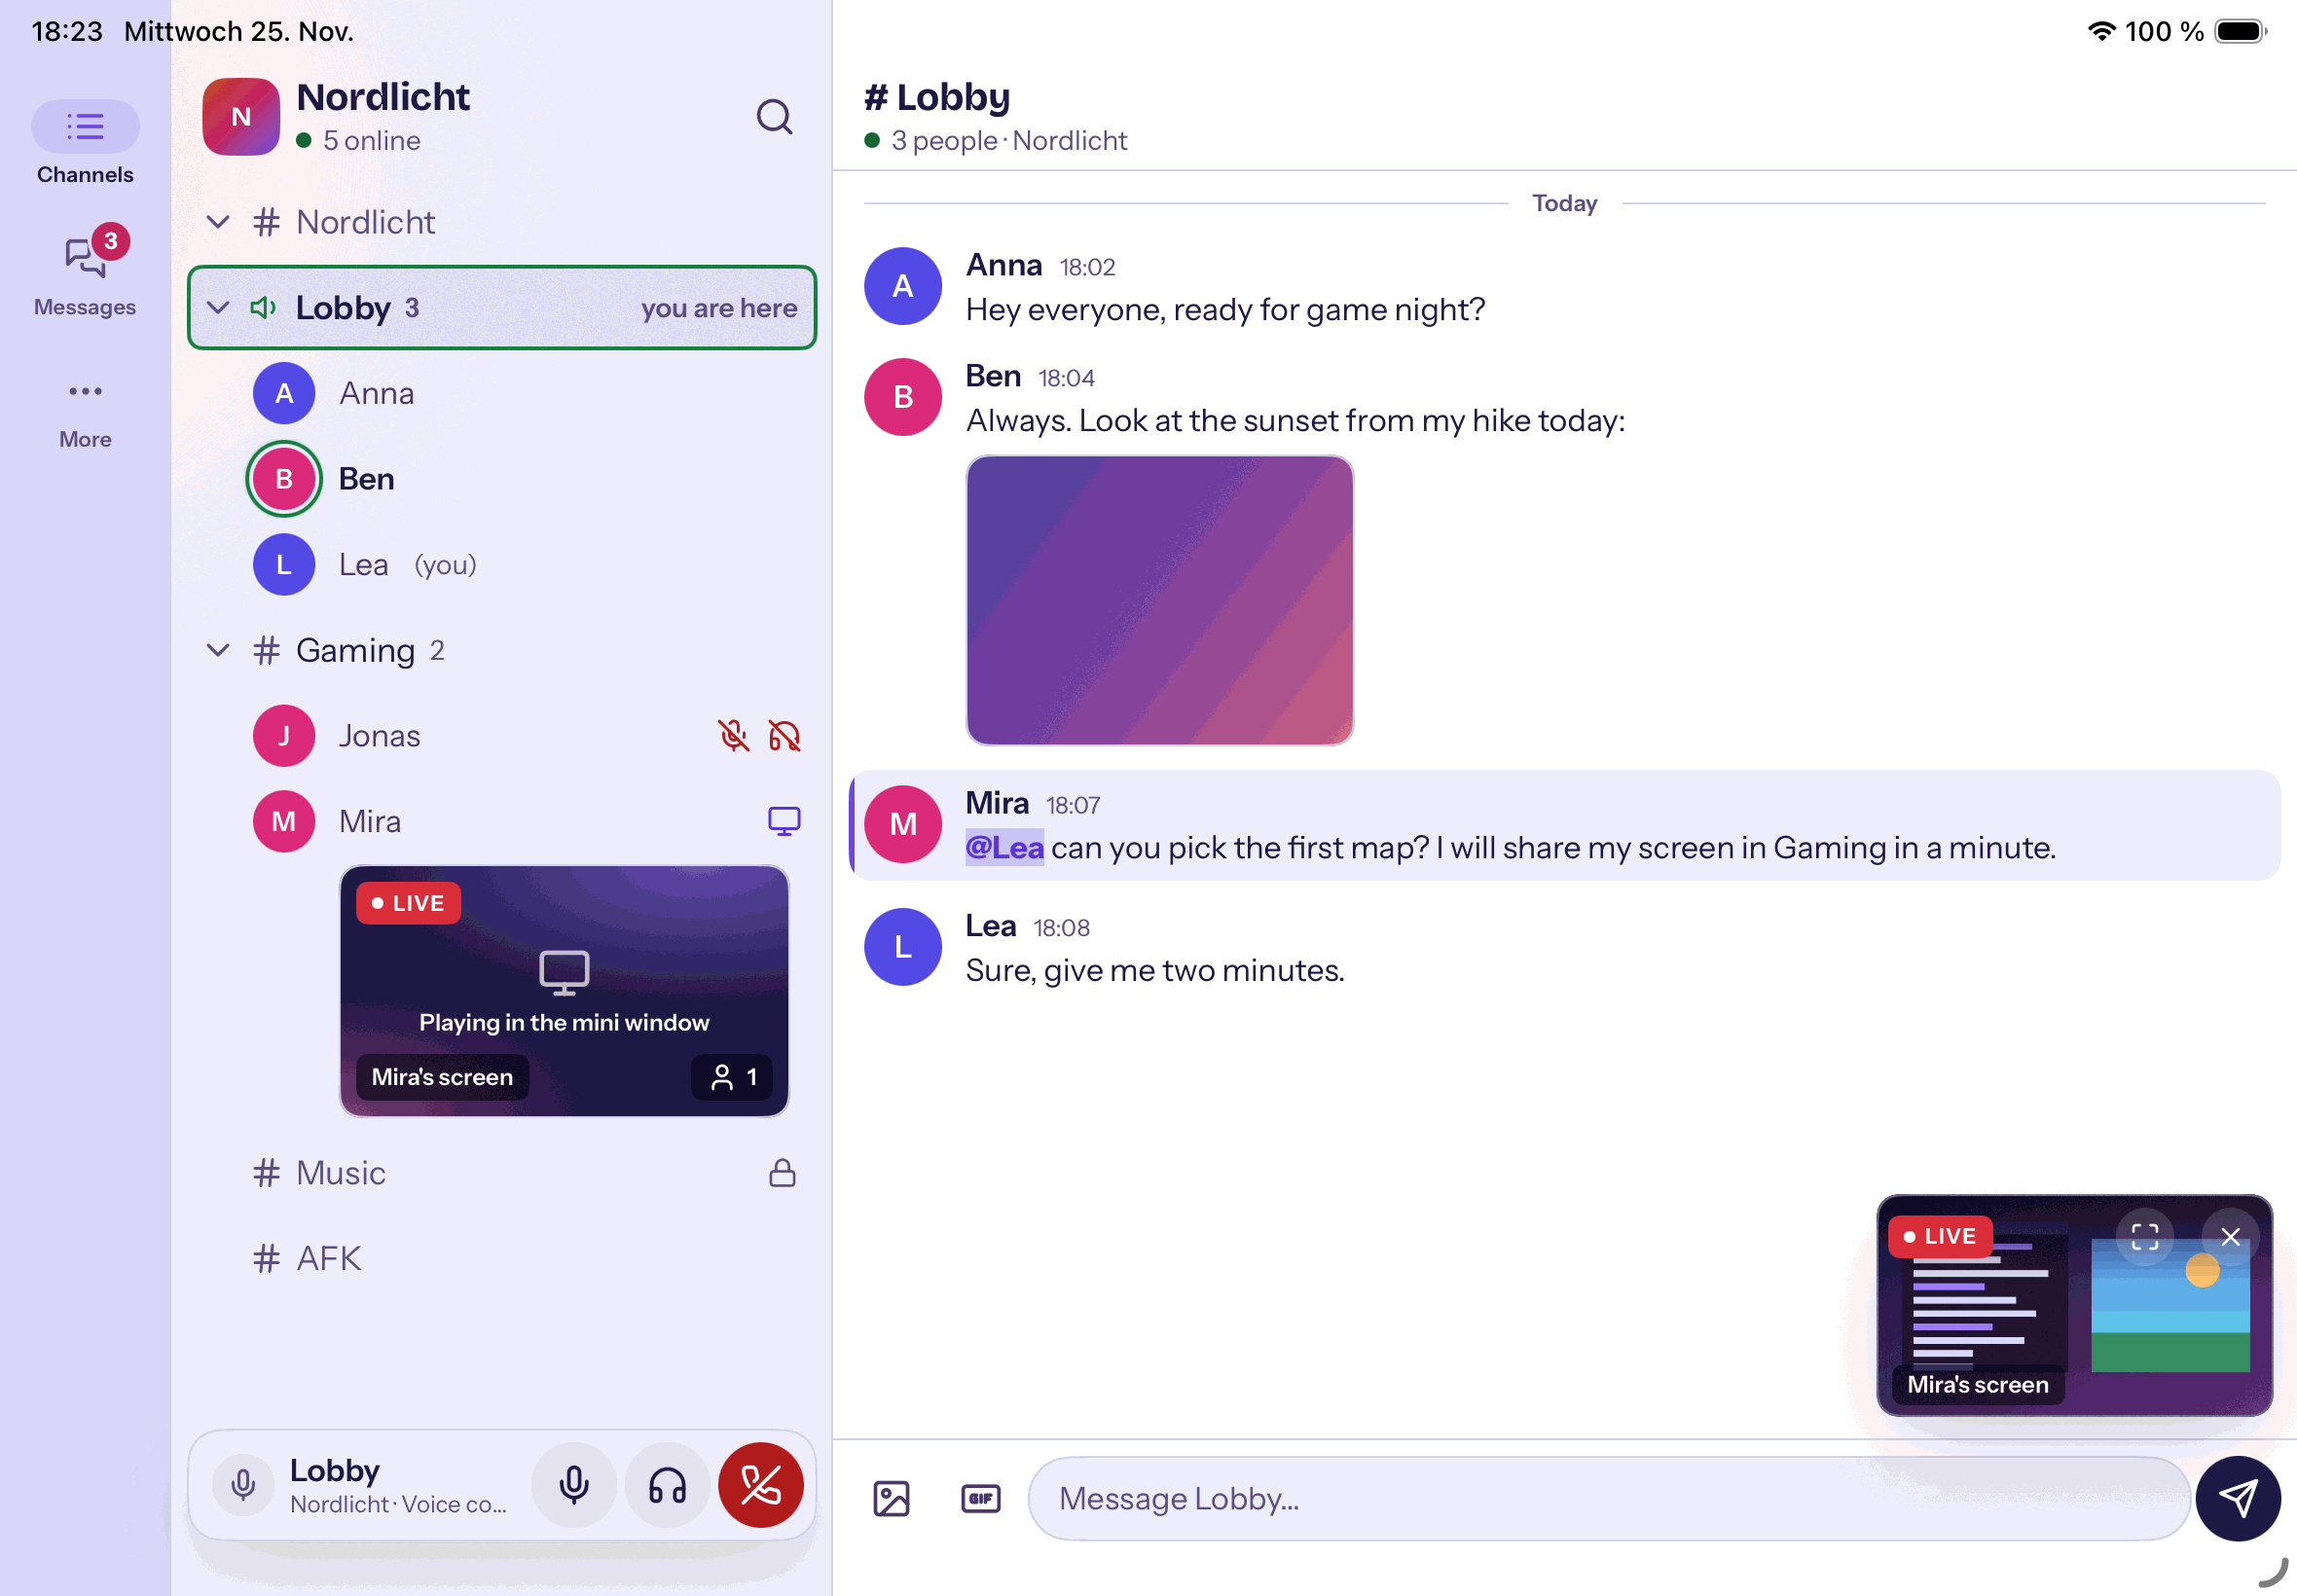 18:23 Mittwoch 25. Nov.
100 %
Channels
3
Messages
More
N
Nordlicht
5 online
# Nordlicht
Lobby 3 you are here
A Anna
B Ben
L Lea (you)
# Gaming 2
J Jonas
M Mira
LIVE
Playing in the mini window
Mira's screen 1
# Music
# AFK
Lobby
Nordlicht · Voice co...
# Lobby
3 people · Nordlicht
Today
A
Anna 18:02
Hey everyone, ready for game night?
B
Ben 18:04
Always. Look at the sunset from my hike today:
M
Mira 18:07
@Lea can you pick the first map? I will share my screen in Gaming in a minute.
L
Lea 18:08
Sure, give me two minutes.
LIVE
Mira's screen
GIF
Message Lobby...